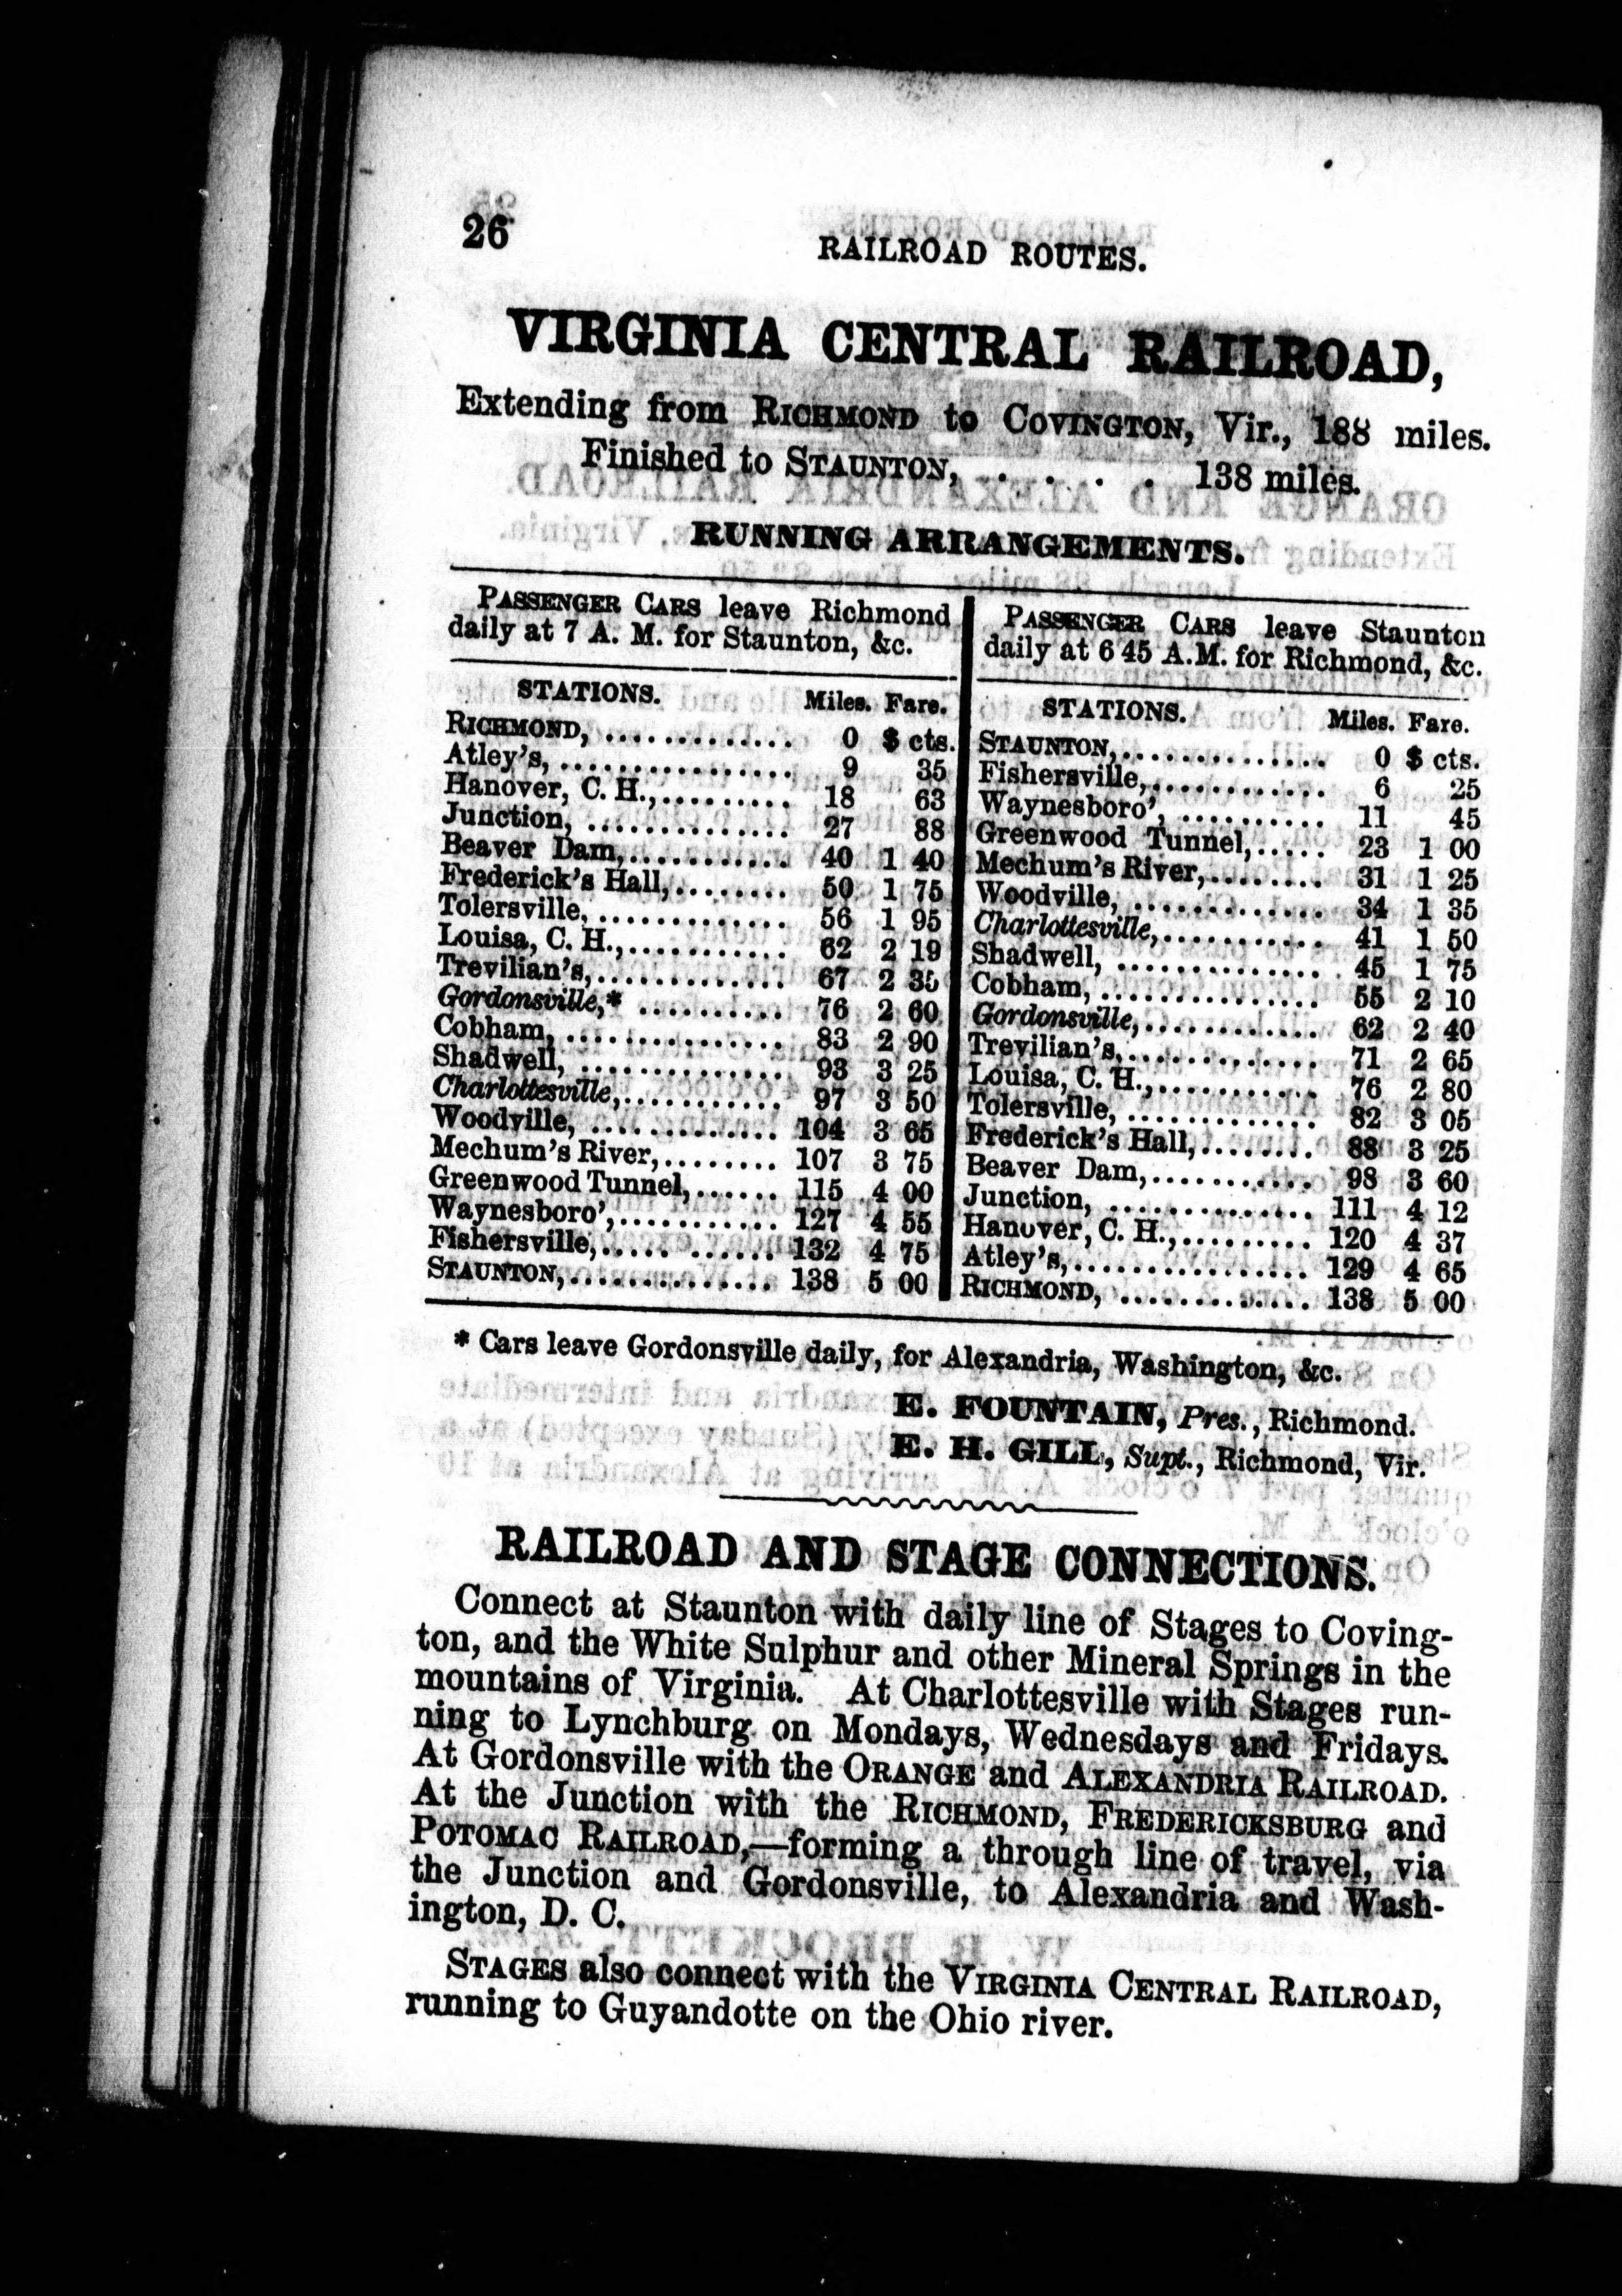 26
RAILROAD ROUTES.
VIRGINIA CENTRAL RAILROAD,
Extending from RICHMOND to COVINGTON, Vir., 188 miles.
Finished to STAUNTON, . . . . 138 miles.
RUNNING ARRANGEMENTS.
PASSENGER CARS leave Richmond
daily at 7 A. M. for Staunton, &c.
STATIONS. Miles. Fare.
RICHMOND, ............. 0 $ cts.
Atley's, ................ 9 35
Hanover, C. H., ......... 18 63
Junction, .............. 27 88
Beaver Dam, ........... 40 1 40
Frederick's Hall, ........ 50 1 75
Tolersville, ............. 56 1 95
Louisa, C. H., ........... 62 2 19
Trevilian's, ............. 67 2 35
Gordonsville,* .......... 76 2 60
Cobham, ............... 83 2 90
Shadwell, .............. 93 3 25
Charlottesville, ........... 97 3 50
Woodville, ............. 104 3 65
Mechum's River, ........ 107 3 75
Greenwood Tunnel, ...... 115 4 00
Waynesboro', ........... 127 4 55
Fishersville, ..... ...... 132 4 75
STAUNTON, .............. 138 5 00
PASSENGER CARS leave Staunton
daily at 6 45 A.M. for Richmond, &c.
STATIONS. Miles. Fare.
STAUNTON, .............. 0 $ cts.
Fishersville, ............ 6 25
Waynesboro', .......... 11 45
Greenwood Tunnel, ..... 23 1 00
Mechum's River, ........ 31 1 25
Woodville, ............. 34 1 35
Charlottesville, ........... 41 1 50
Shadwell, .............. 45 1 75
Cobham, ............... 55 2 10
Gordonsville, ............ 62 2 40
Trevilian's, ............. 71 2 65
Louisa, C. H., ........... 76 2 80
Tolersville, ............. 82 3 05
Frederick's Hall, ........ 88 3 25
Beaver Dam, ........... 98 3 60
Junction, .............. 111 4 12
Hanover, C. H., ......... 120 4 37
Atley's, ................ 129 4 65
RICHMOND, ............. 138 5 00
* Cars leave Gordonsville daily, for Alexandria, Washington, &c.
E. FOUNTAIN, Pres., Richmond.
E. H. GILL, Supt., Richmond, Vir.
RAILROAD AND STAGE CONNECTIONS.
Connect at Staunton with daily line of Stages to Coving-
ton, and the White Sulphur and other Mineral Springs in the
mountains of Virginia. At Charlottesville with Stages run-
ning to Lynchburg on Mondays, Wednesdays and Fridays.
At Gordonsville with the ORANGE and ALEXANDRIA RAILROAD.
At the Junction with the RICHMOND, FREDERICKSBURG and
POTOMAC RAILROAD,—forming a through line of travel, via
the Junction and Gordonsville, to Alexandria and Wash-
ington, D. C.
STAGES also connect with the VIRGINIA CENTRAL RAILROAD,
running to Guyandotte on the Ohio river.